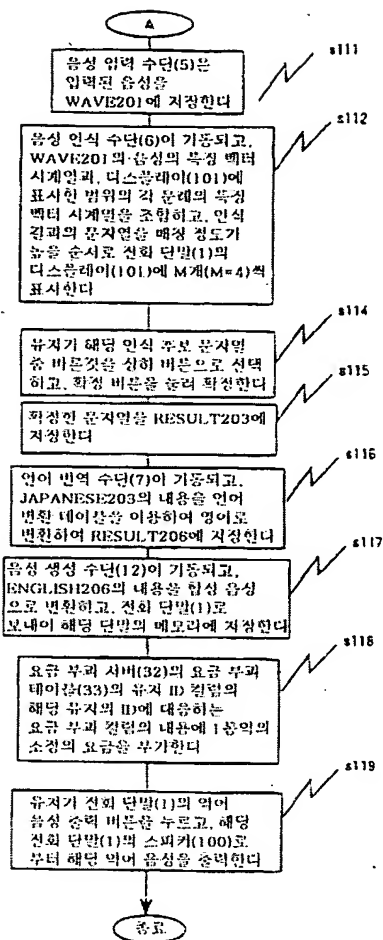 A
s111
음성 입력 수단(5)은
입력된 음성을
WAVE201에 저장한다
s112
음성 인식 수단(6)이 기동되고,
WAVE201의 음성의 특징 벡터
시계열과, 디스플레이(101)에
표시한 범위의 각 문례의 특징
벡터 시계열을 조합하고, 인식
결과의 문자열을 매칭 정도가
높을 순서로 전화 단말(1)의
디스플레이(101)에 M개(M=4)씩
표시한다
s114
유저가 해당 인식 후보 문자열
중 바른것을 상하 버튼으로 선택
하고, 확정 버튼을 눌러 확정한다
s115
확정한 문자열을 RESULT203에
저장한다
s116
언어 번역 수단(7)이 기동되고,
JAPANESE203의 내용을 언어
변환 테이블을 이용하여 영어로
변환하여 RESULT206에 지장한다
s117
음성 생성 수단(12)이 기동되고,
ENGLISH206의 내용을 합성 음성
으로 변환하고, 전화 단말(1)로
보내어 해당 단말의 메모리에 저장한다
s118
요금 부과 서버(32)의 요금 부과
테이블(33)의 유저 ID 컬럼의
해당 유저의 ID에 대응하는
요금 부과 컬럼의 내용에 1통역의
소정의 요금을 부가한다
s119
유저가 전화 단말(1)의 역어
음성 출력 버튼을 누르고, 해당
전화 단말(1)의 스피커(100)로
부터 해당 역어 음성을 출력한다
종료